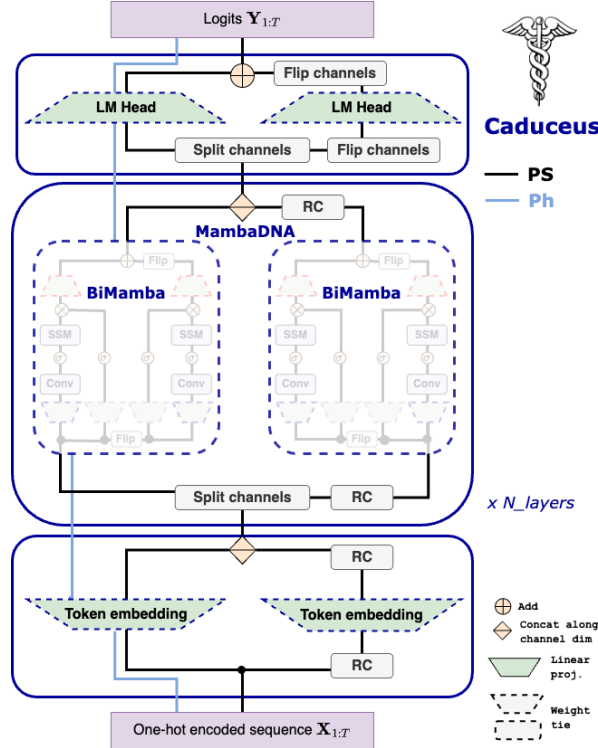 Logits Y1:T
Flip channels
LM Head
LM Head
Split channels
Flip channels
Caduceus
PS
Ph
RC
MambaDNA
Flip
Flip
BiMamba
BiMamba
SSM
SSM
SSM
SSM
σ
σ
σ
σ
σ
σ
σ
σ
Conv
Conv
Conv
Conv
Flip
Flip
Split channels
RC
x N_layers
RC
Token embedding
Token embedding
RC
One-hot encoded sequence X1:T
Add
Concat along
channel dim
Linear
proj.
Weight
tie